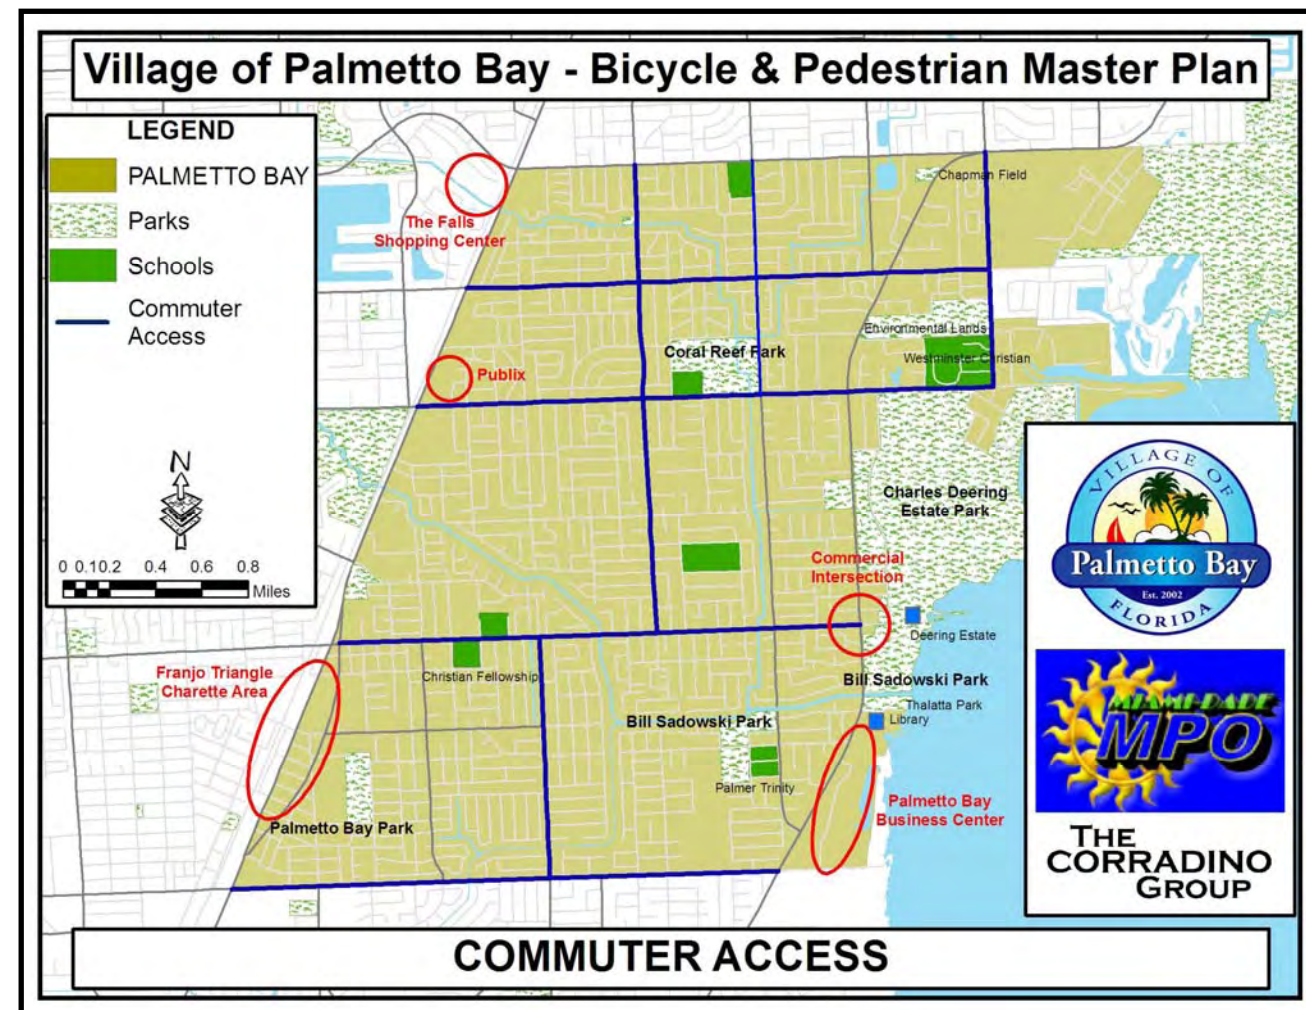 Village of Palmetto Bay - Bicycle & Pedestrian Master Plan
LEGEND
PALMETTO BAY
Parks
Schools
Commuter
Access
N
0 0.10.2 0.4 0.6 0.8
Miles
The Falls
Shopping Center
Chapman Field
Environmental Lands
Coral Reef Park
Westminster Christian
Publix
Charles Deering
Estate Park
Commercial
Intersection
Deering Estate
Franjo Triangle
Charette Area
Christian Fellowship
Bill Sadowski Park
Thalatta Park
Library
Bill Sadowski Park
Palmer Trinity
Palmetto Bay
Business Center
Palmetto Bay Park
VILLAGE OF
Palmetto Bay
Est. 2002
FLORIDA
MIAMI-DADE
MPO
THE
CORRADINO
GROUP
COMMUTER ACCESS